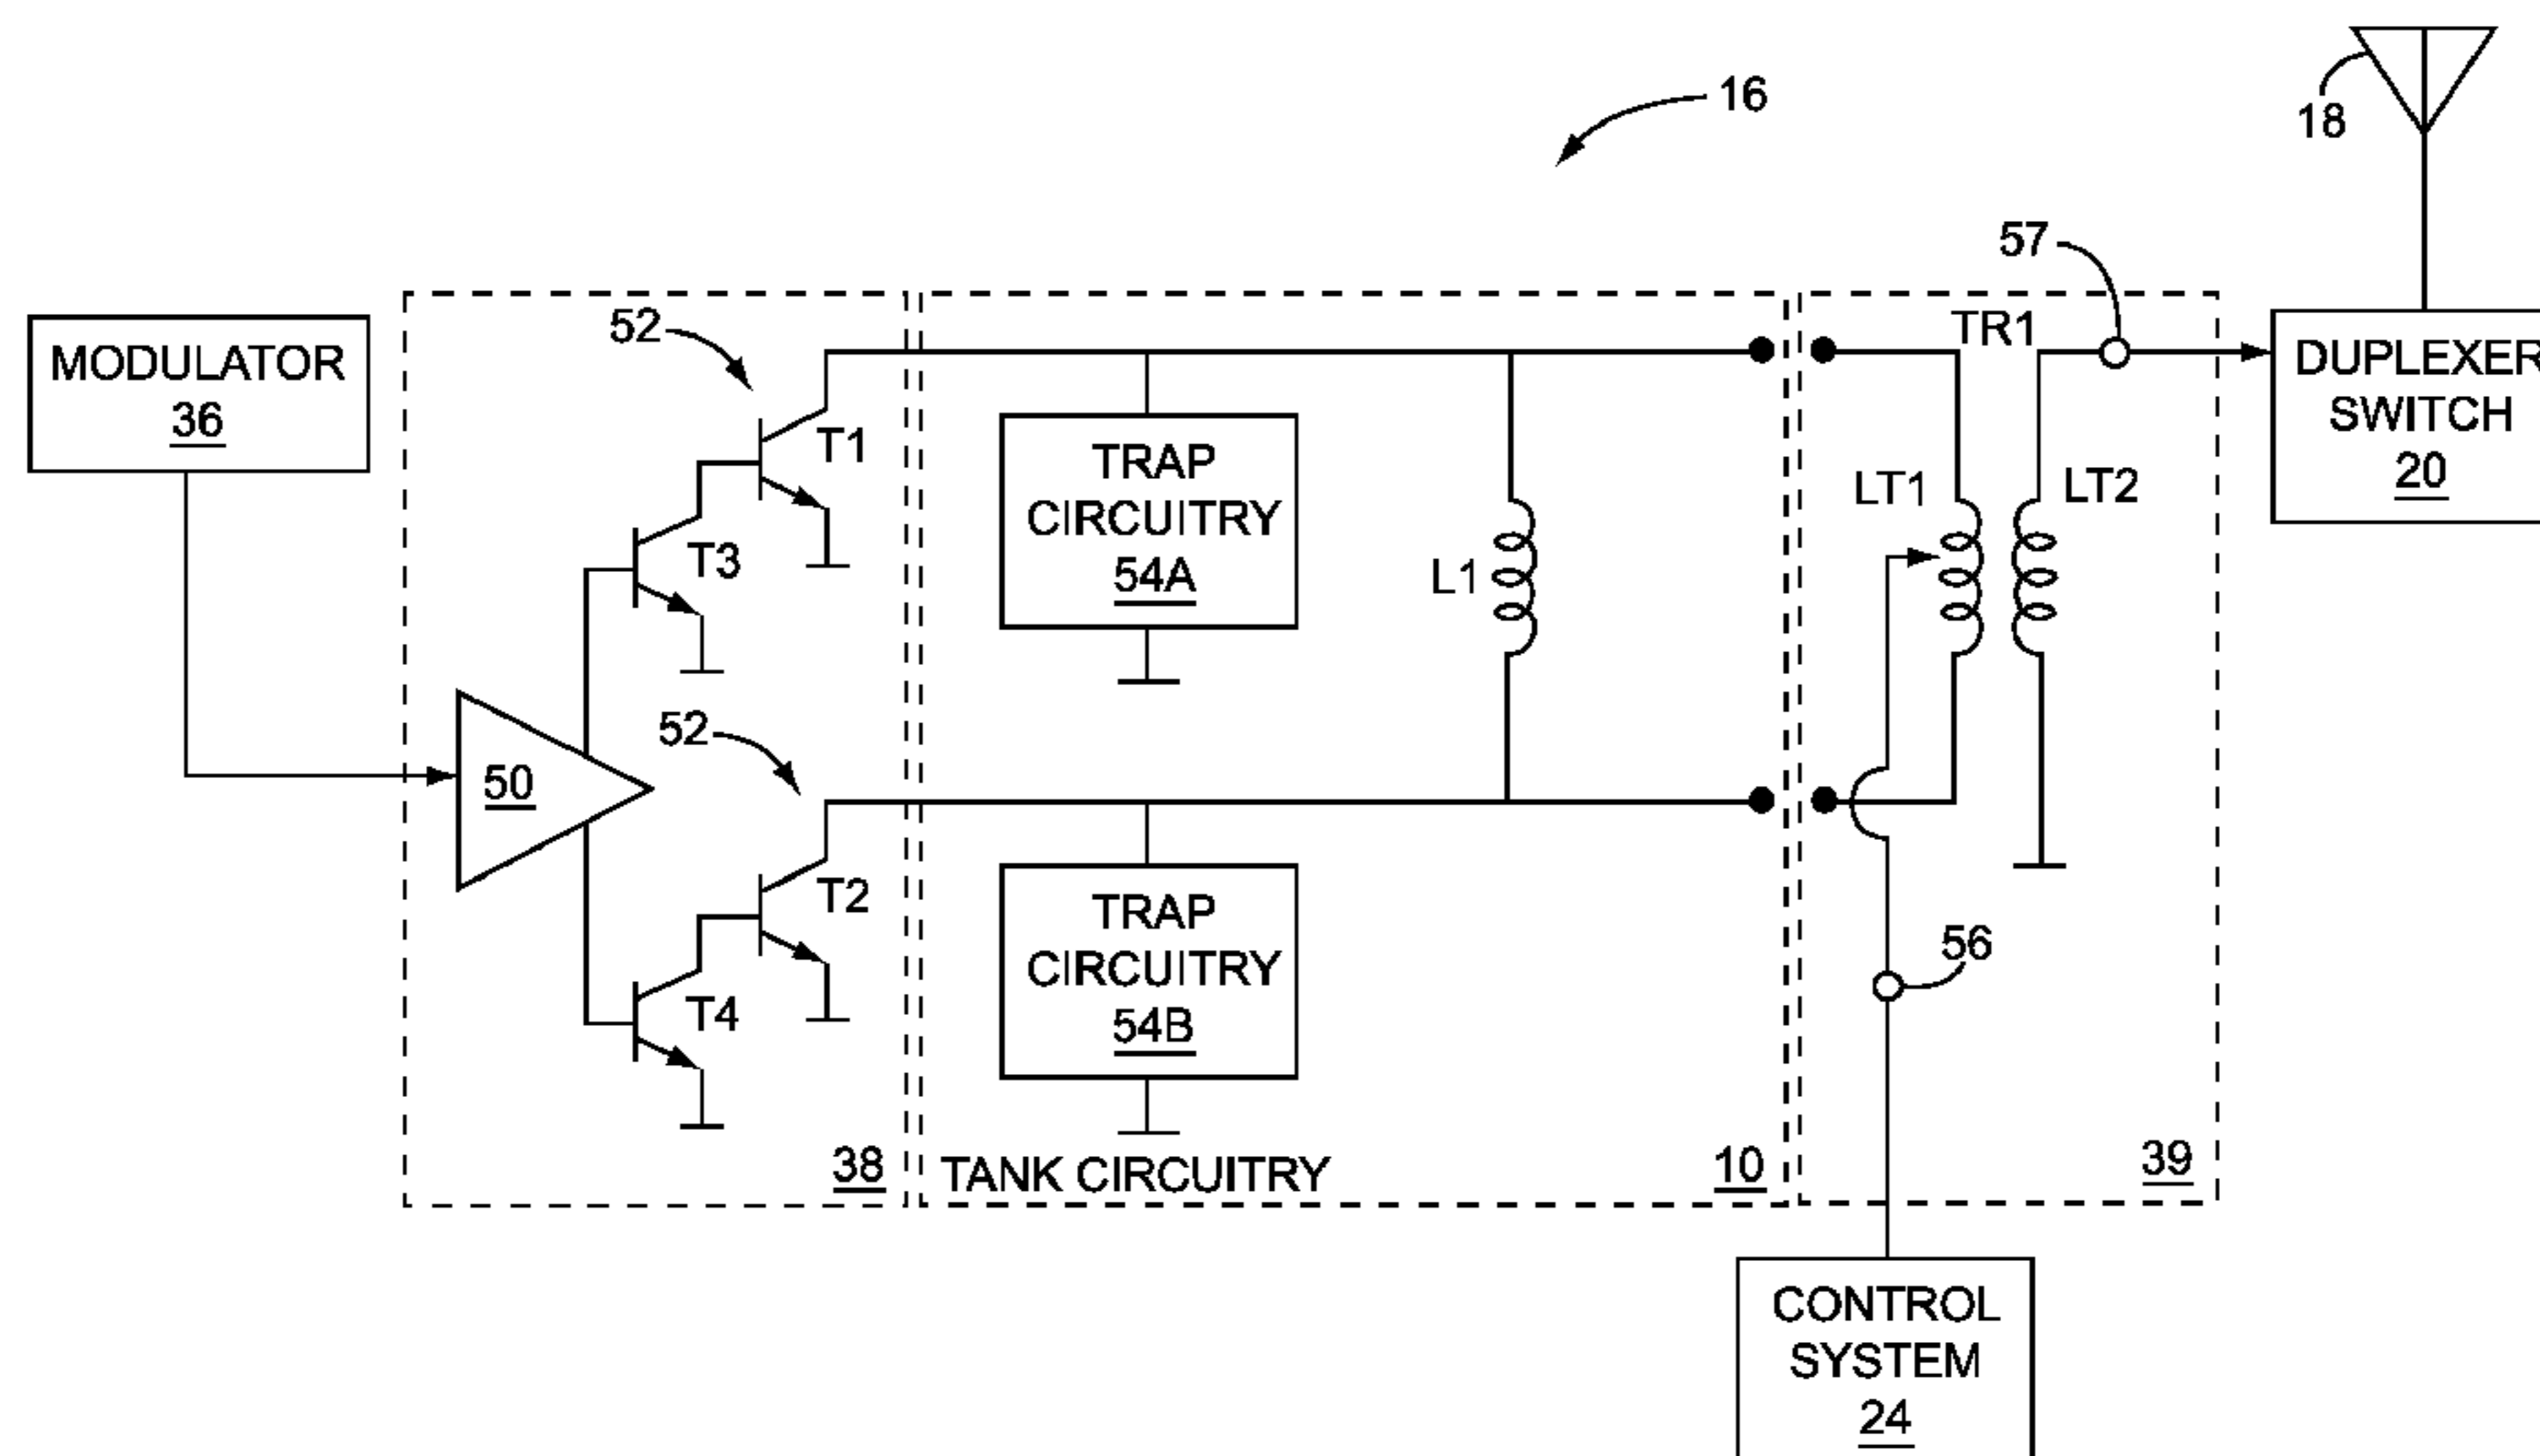 16
18
57
52
TR1
MODULATOR
36
DUPLEXER
SWITCH
20
T1
TRAP
CIRCUITRY
54A
LT1
LT2
T3
L1
52
50
T2
TRAP
CIRCUITRY
54B
56
T4
38
TANK CIRCUITRY
10
39
CONTROL
SYSTEM
24